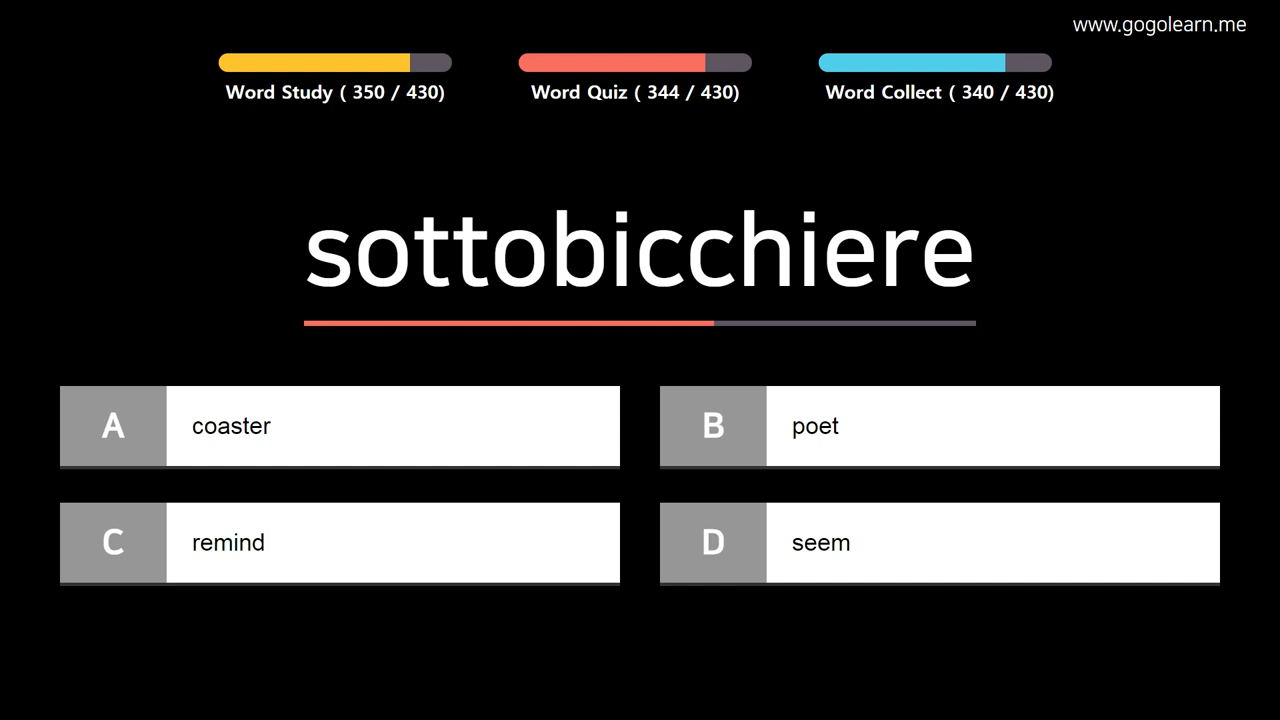 www.gogolearn.me
Word Study ( 350 / 430)
Word Quiz ( 344 / 430)
Word Collect ( 340 / 430)
sottobicchiere
A coaster
B poet
C remind
D seem